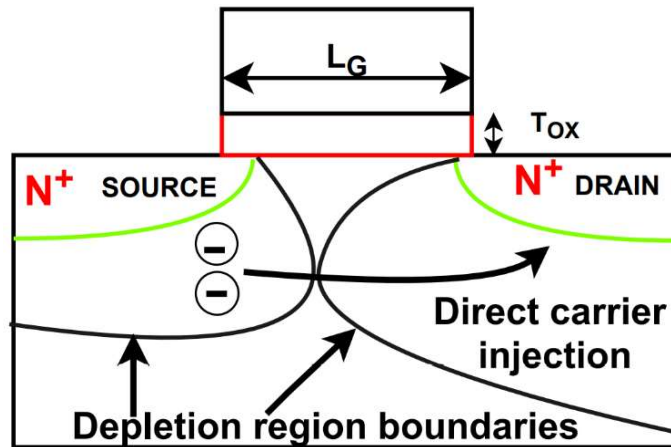 LG
TOX
N+ SOURCE
N+ DRAIN
Direct carrier
injection
Depletion region boundaries